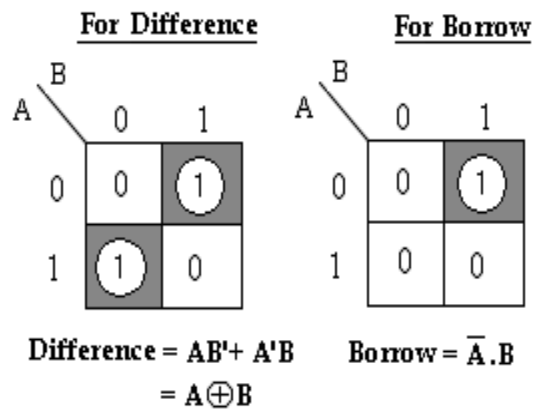 For Difference
B
A
0 1
0 0 1
1 1 0
Difference = AB'+ A'B
= A⊕B
For Borrow
B
A
0 1
0 0 1
1 0 0
Borrow = A̅.B